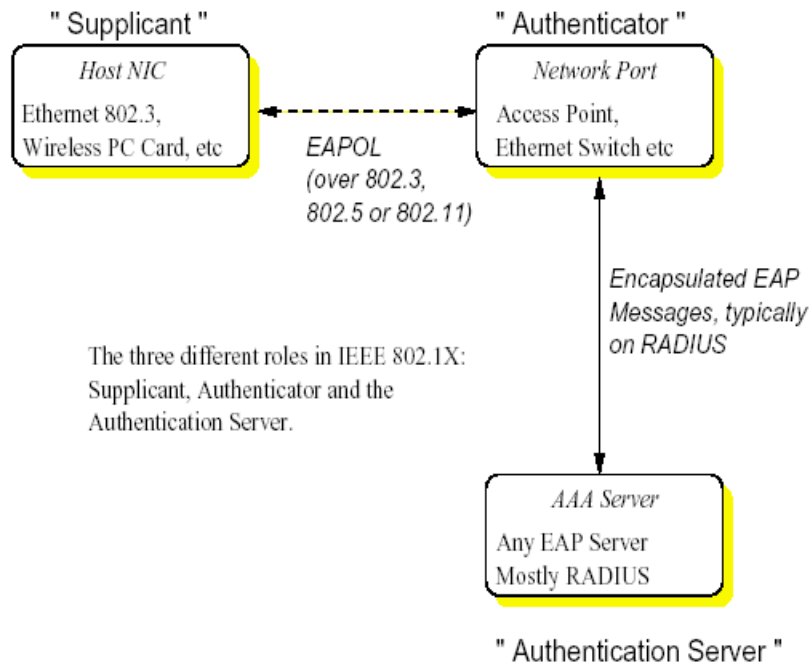 " Supplicant "
Host NIC
Ethernet 802.3,
Wireless PC Card, etc
EAPOL
(over 802.3,
802.5 or 802.11)
" Authenticator "
Network Port
Access Point,
Ethernet Switch etc
Encapsulated EAP
Messages, typically
on RADIUS
The three different roles in IEEE 802.1X:
Supplicant, Authenticator and the
Authentication Server.
AAA Server
Any EAP Server
Mostly RADIUS
" Authentication Server "